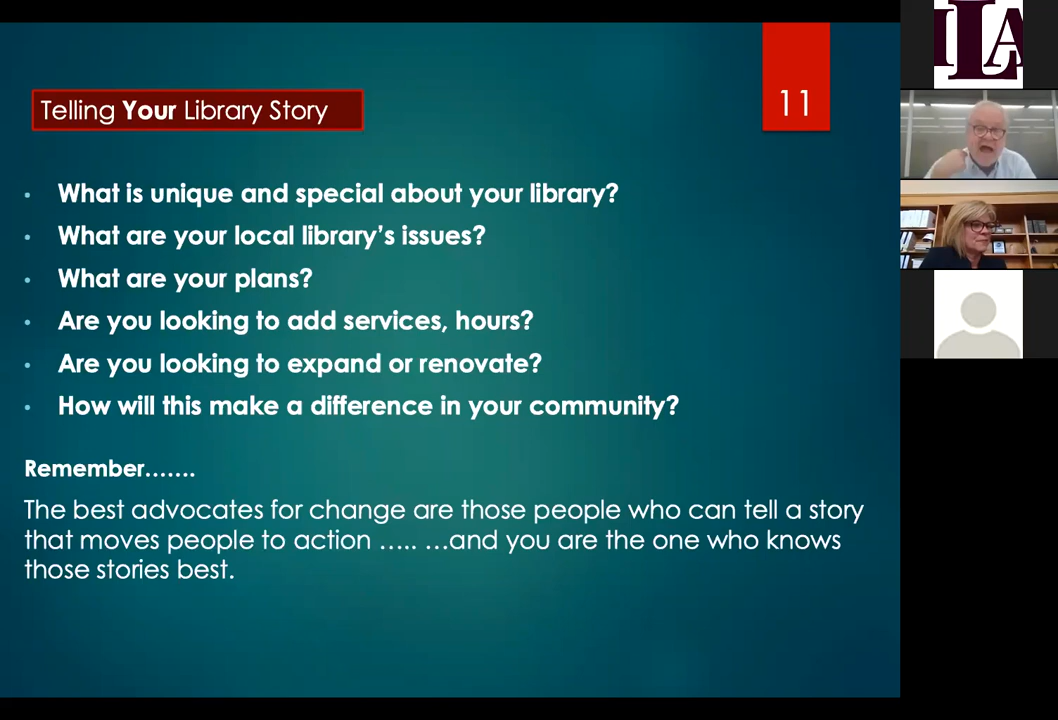 11
Telling Your Library Story
• What is unique and special about your library?
• What are your local library’s issues?
• What are your plans?
• Are you looking to add services, hours?
• Are you looking to expand or renovate?
• How will this make a difference in your community?
Remember.......
The best advocates for change are those people who can tell a story
that moves people to action ..... ...and you are the one who knows
those stories best.
ILA